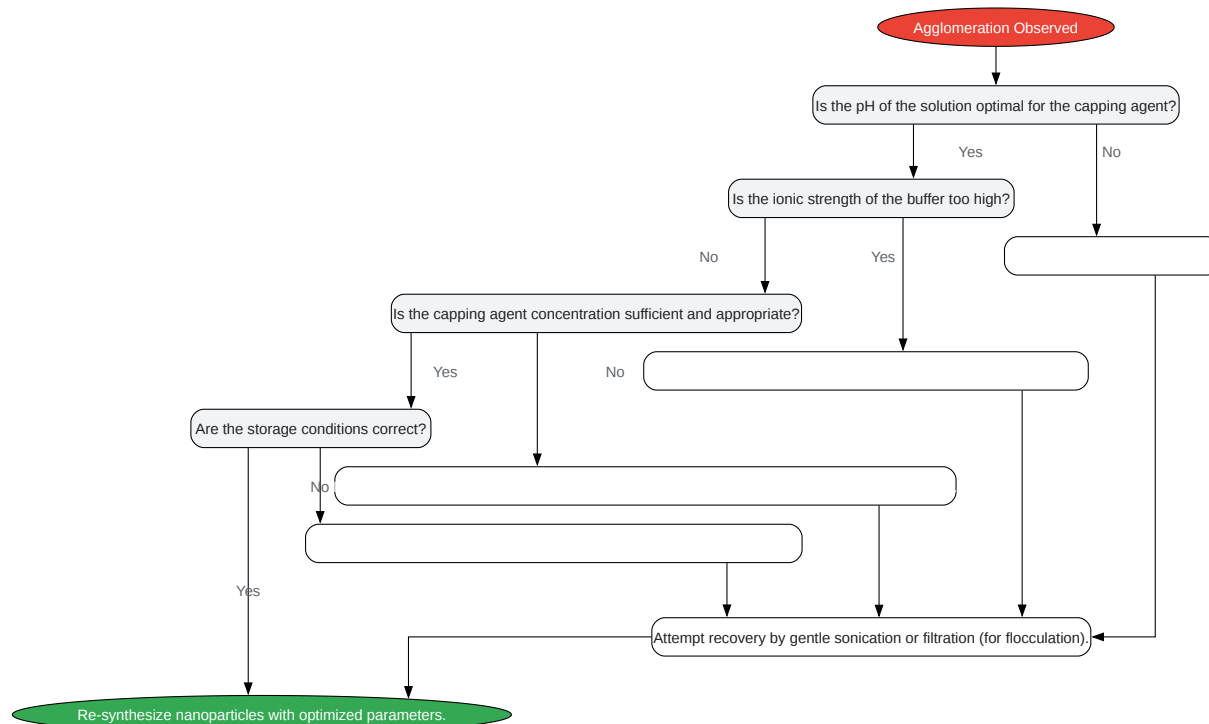 Agglomeration Observed
Is the pH of the solution optimal for the capping agent?
Yes
No
Is the ionic strength of the buffer too high?
No
Yes
Is the capping agent concentration sufficient and appropriate?
Yes
No
Are the storage conditions correct?
No
Yes
Attempt recovery by gentle sonication or filtration (for flocculation).
Re-synthesize nanoparticles with optimized parameters.